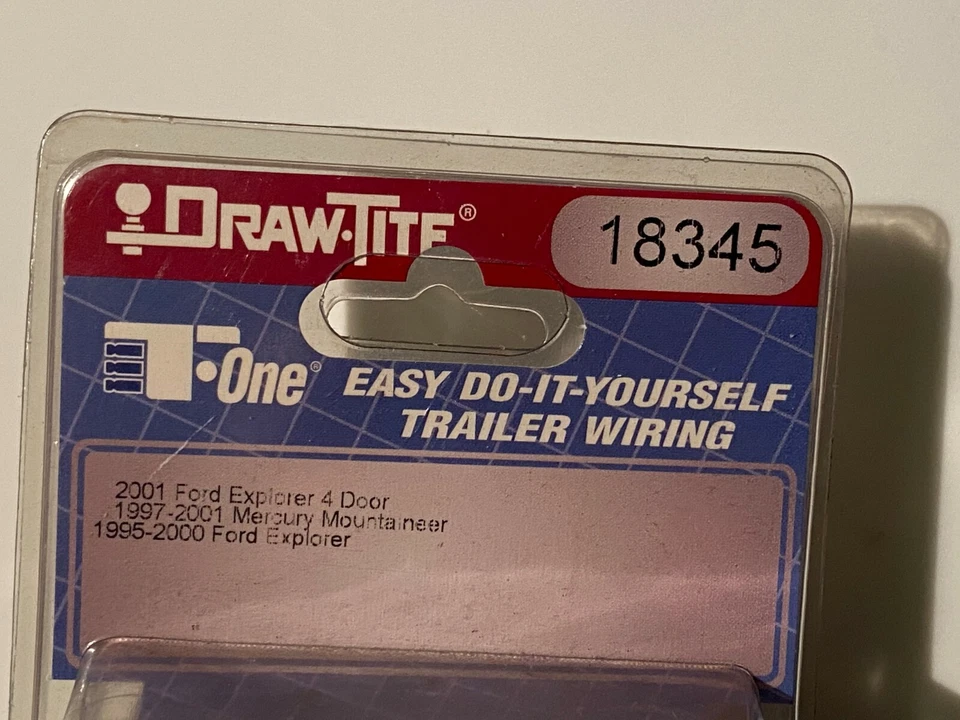 DRAW·TITE®
18345
T·One®
EASY DO-IT-YOURSELF
TRAILER WIRING
2001 Ford Explorer 4 Door
1997-2001 Mercury Mountaineer
1995-2000 Ford Explorer